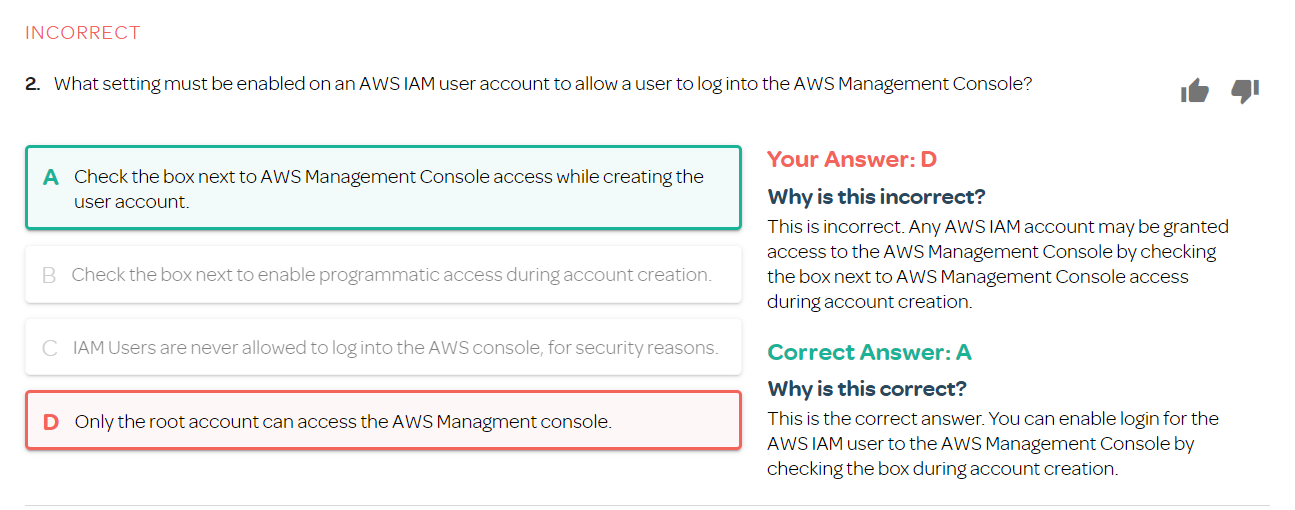 INCORRECT
2. What setting must be enabled on an AWS IAM user account to allow a user to log into the AWS Management Console?
A Check the box next to AWS Management Console access while creating the
user account.
B Check the box next to enable programmatic access during account creation.
C IAM Users are never allowed to log into the AWS console, for security reasons.
D Only the root account can access the AWS Managment console.
Your Answer: D
Why is this incorrect?
This is incorrect. Any AWS IAM account may be granted
access to the AWS Management Console by checking
the box next to AWS Management Console access
during account creation.
Correct Answer: A
Why is this correct?
This is the correct answer. You can enable login for the
AWS IAM user to the AWS Management Console by
checking the box during account creation.